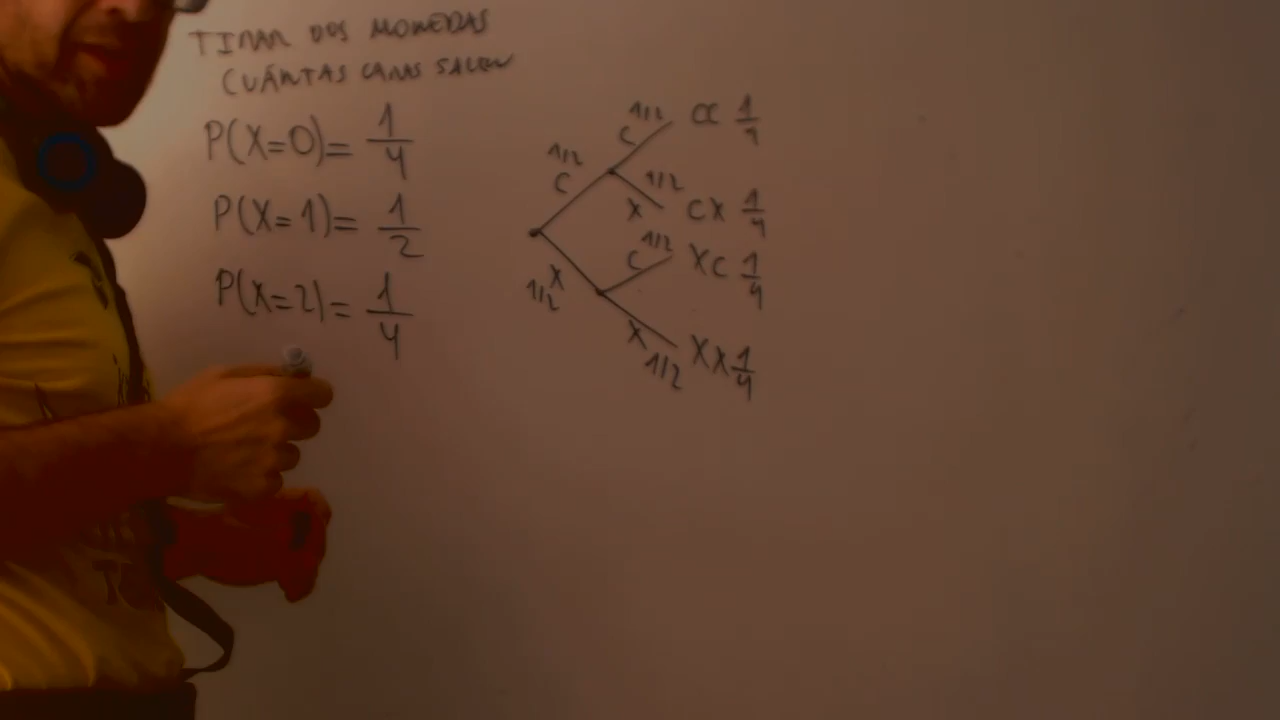 TIRAR DOS MONEDAS
CUÁNTAS CARAS SALEN
P(X=0)= 1/4
P(X=1)= 1/2
P(X=2)= 1/4
1/2 C
1/2 C CC 1/4
1/2 X CX 1/4
1/2 X
1/2 C XC 1/4
1/2 X XX 1/4